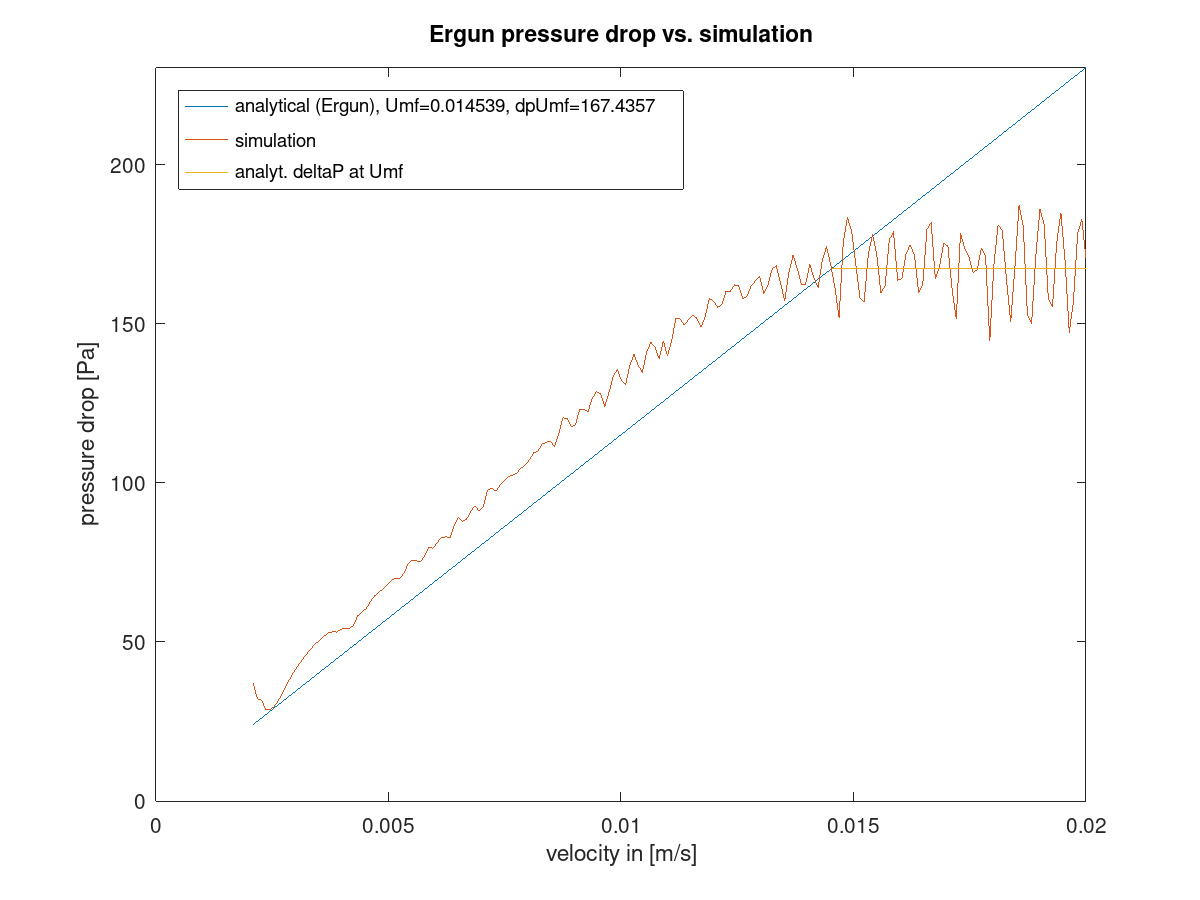 Ergun pressure drop vs. simulation
analytical (Ergun), Umf=0.014539, dpUmf=167.4357
simulation
analyt. deltaP at Umf
200
150
100
50
0
0 0.005 0.01 0.015 0.02
velocity in [m/s]
pressure drop [Pa]